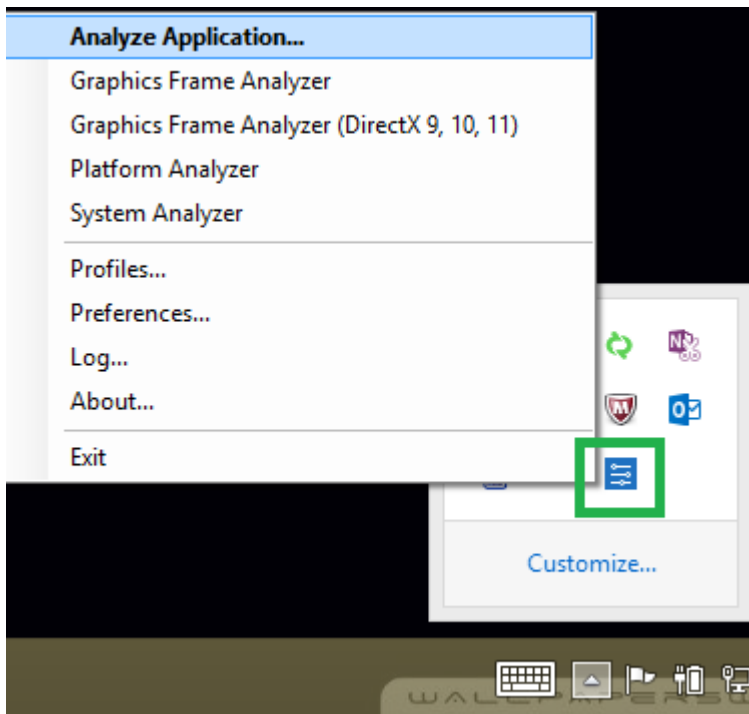 Analyze Application...
Graphics Frame Analyzer
Graphics Frame Analyzer (DirectX 9, 10, 11)
Platform Analyzer
System Analyzer
Profiles...
Preferences...
Log...
About...
Exit
Customize...